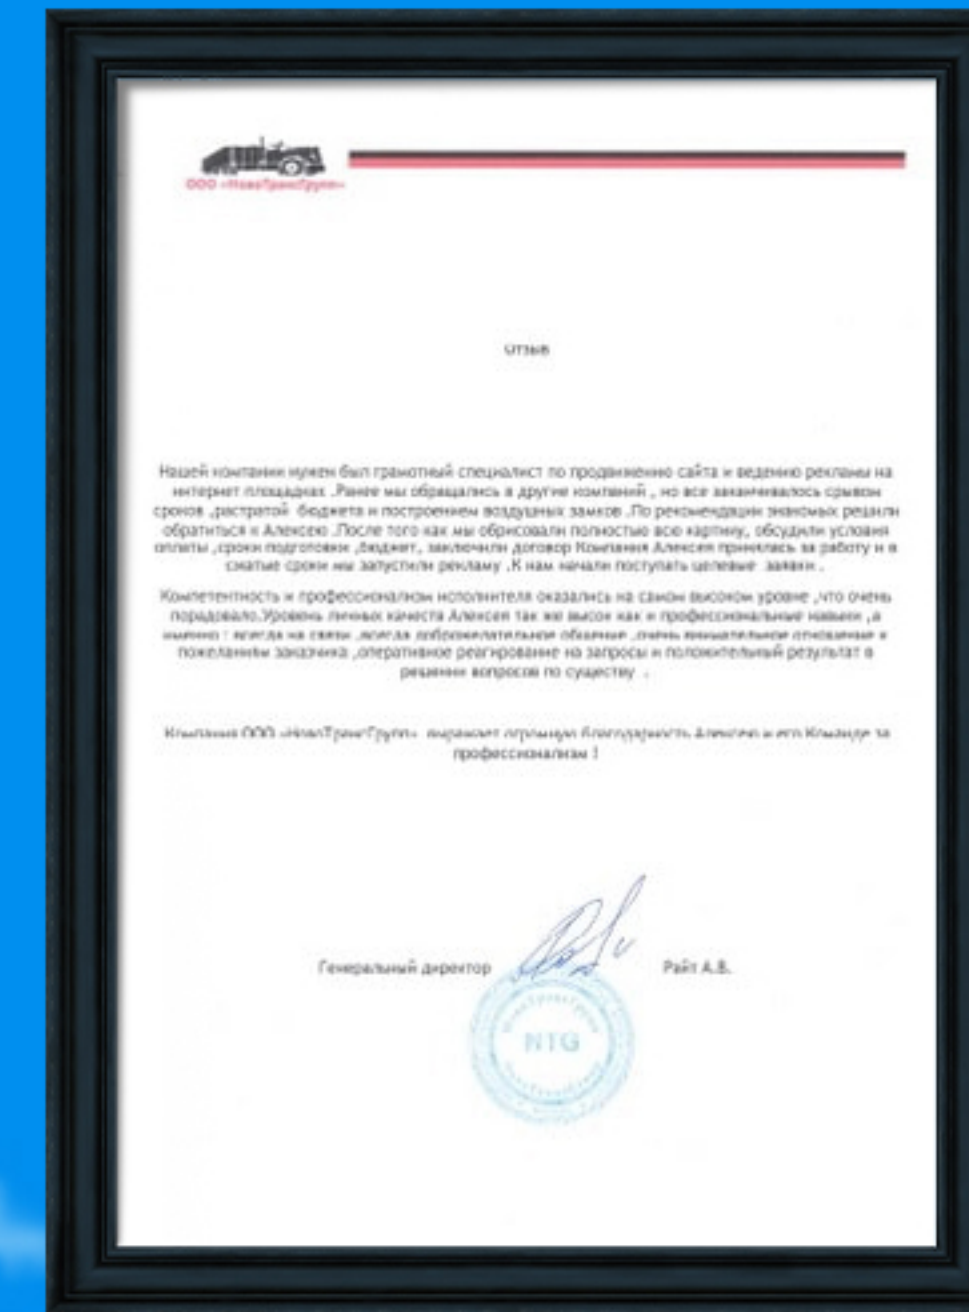 ООО «НовоТрансГрупп»
Отзыв
Нашей компании нужен был грамотный специалист по продвижению сайта и ведению рекламы на
интернет площадках .Ранее мы обращались в другие компаний , но все заканчивалось срывом
сроков ,растратой бюджета и построением воздушных замков .По рекомендации знакомых решили
обратиться к Алексею .После того как мы обрисовали полностью всю картину, обсудили условия
оплаты ,сроки подготовки ,бюджет, заключили договор Компания Алексея принялась за работу и в
сжатые сроки мы запустили рекламу .К нам начали поступать целевые заявки .
Компетентность и профессионализм исполнителя оказались на самом высоком уровне ,что очень
порадовало.Уровень личных качеств Алексея так же высок как и профессиональные навыки ,а
именно : всегда на связи ,всегда доброжелательное общение ,очень внимательное отношение к
пожеланиям заказчика ,оперативное реагирование на запросы и положительный результат в
решении вопросов по существу .
Компания ООО «НовоТрансГрупп» выражает огромную благодарность Алексею и его Команде за
профессионализм !
Генеральный директор Райт А.В.
NTG